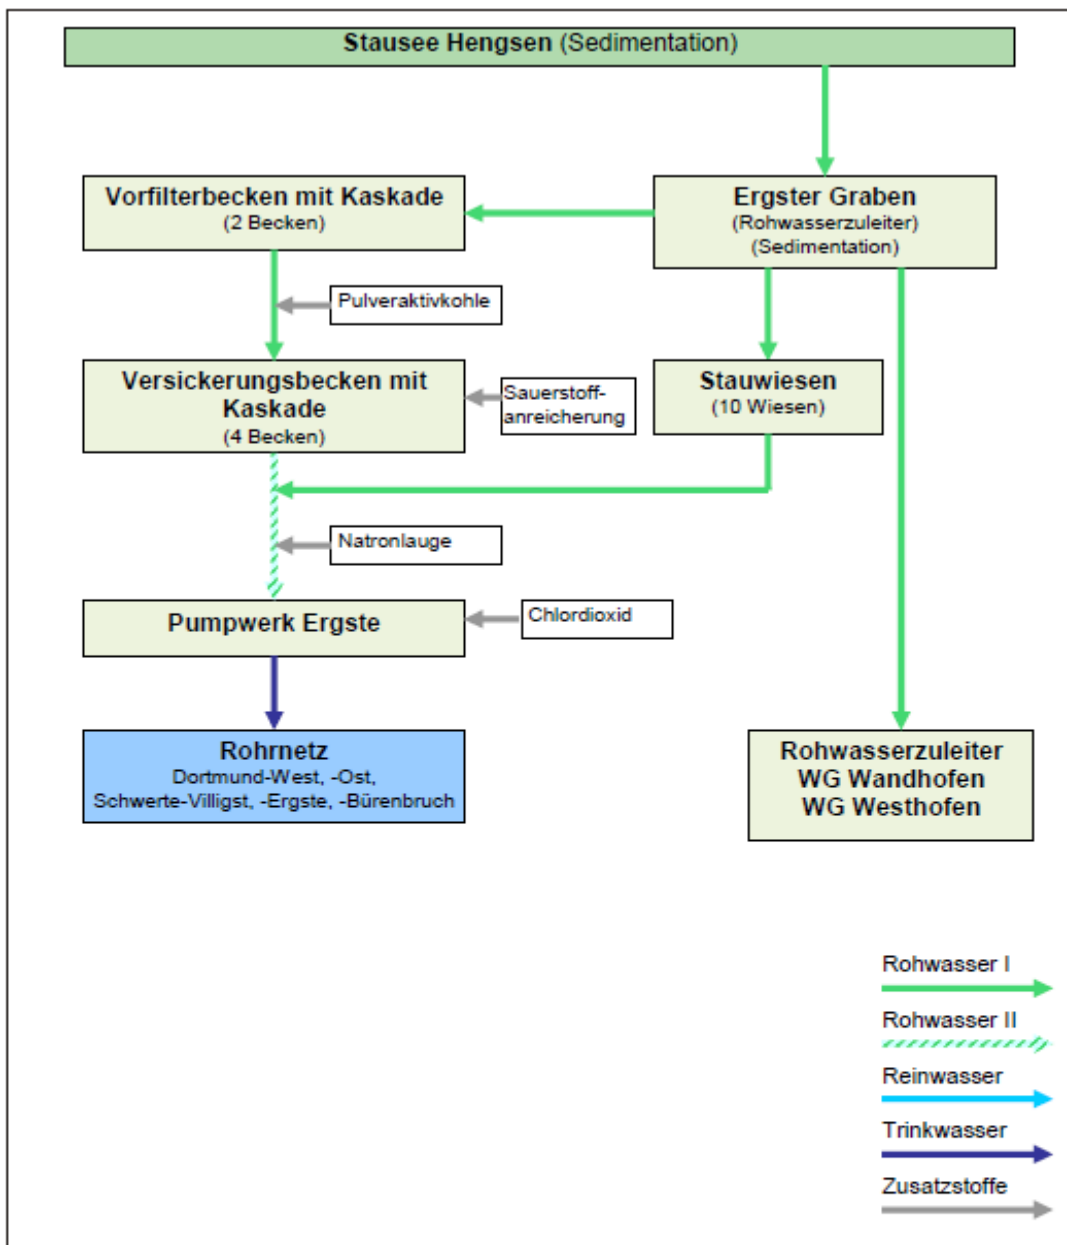 Stausee Hengsen (Sedimentation)
Vorfilterbecken mit Kaskade
(2 Becken)
Ergster Graben
(Rohwasserzuleiter)
(Sedimentation)
Pulveraktivkohle
Versickerungsbecken mit
Kaskade
(4 Becken)
Sauerstoff-
anreicherung
Stauwiesen
(10 Wiesen)
Natronlauge
Pumpwerk Ergste
Chlordioxid
Rohrnetz
Dortmund-West, -Ost,
Schwerte-Villigst, -Ergste, -Bürenbruch
Rohwasserzuleiter
WG Wandhofen
WG Westhofen
Rohwasser I
Rohwasser II
Reinwasser
Trinkwasser
Zusatzstoffe